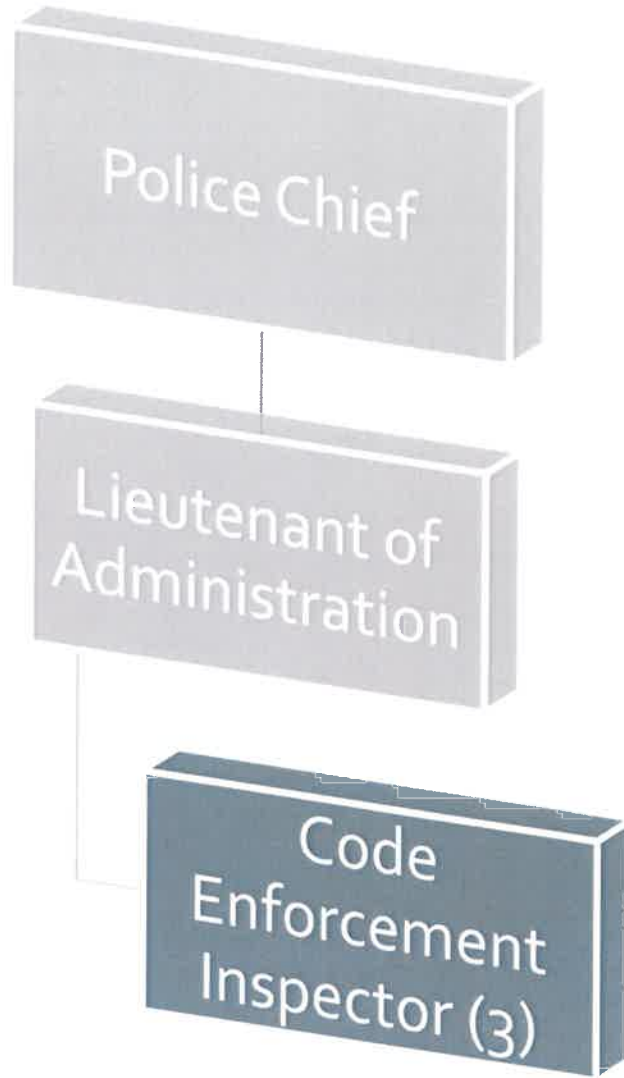 Police Chief
Lieutenant of
Administration
Code
Enforcement
Inspector (3)